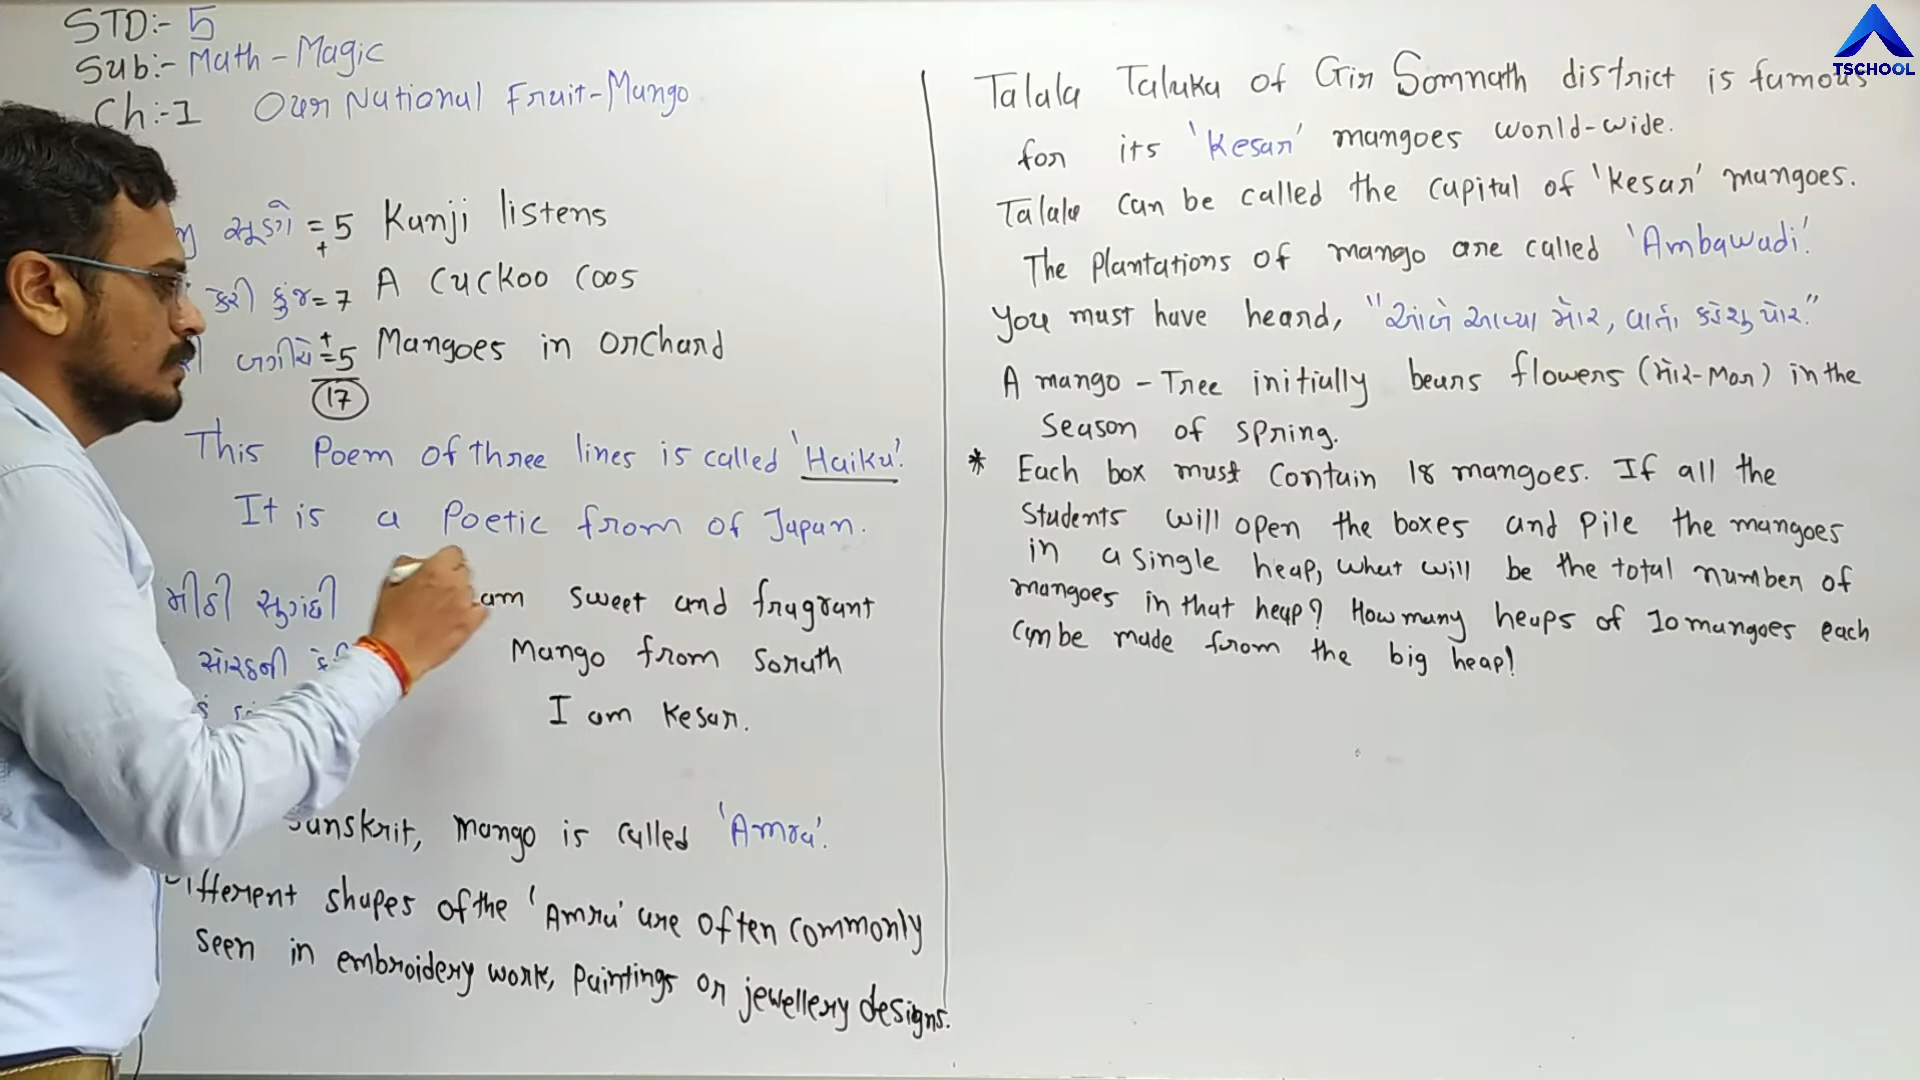 STD:- 5
Sub:- Math - Magic
Ch:-1 Our National Fruit-Mango
સૂણે = 5 Kanji listens
+
કેરી કુંજ = 7 A Cuckoo coos
+
બગીચે = 5 Mangoes in orchard
17
This Poem of three lines is called 'Haiku'.
It is a Poetic from of Japan.
મીઠી સુગંધી am sweet and fragrant
સોરઠની Mango from Sorath
I am Kesar.
Sanskrit, Mango is called 'Amra'.
Different shapes of the 'Amra' are often commonly
seen in embroidery work, Paintings or jewellery designs.
Talala Taluka of Gir Somnath district is famous
for its 'Kesar' mangoes world-wide.
Talala can be called the capital of 'Kesar' mangoes.
The plantations of mango are called 'Ambawadi'.
You must have heard, "આંબે આવ્યા મોર, વાર્તા કહેશું પોર."
A mango - Tree initially bears flowers (મોર-Mor) in the
Season of spring.
* Each box must Contain 18 mangoes. If all the
Students will open the boxes and pile the mangoes
in a single heap, what will be the total number of
mangoes in that heap? How many heaps of 10 mangoes each
can be made from the big heap!
TSCHOOL